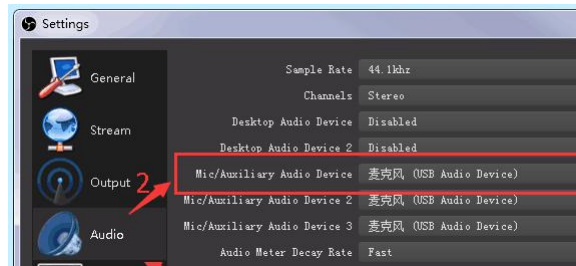 Settings
General
Sample Rate 44.1khz
Channels Stereo
Stream
Desktop Audio Device Disabled
Desktop Audio Device 2 Disabled
Output 2
Mic/Auxiliary Audio Device 麦克风 (USB Audio Device)
Mic/Auxiliary Audio Device 2 麦克风 (USB Audio Device)
Mic/Auxiliary Audio Device 3 麦克风 (USB Audio Device)
Audio
Audio Meter Decay Rate Fast